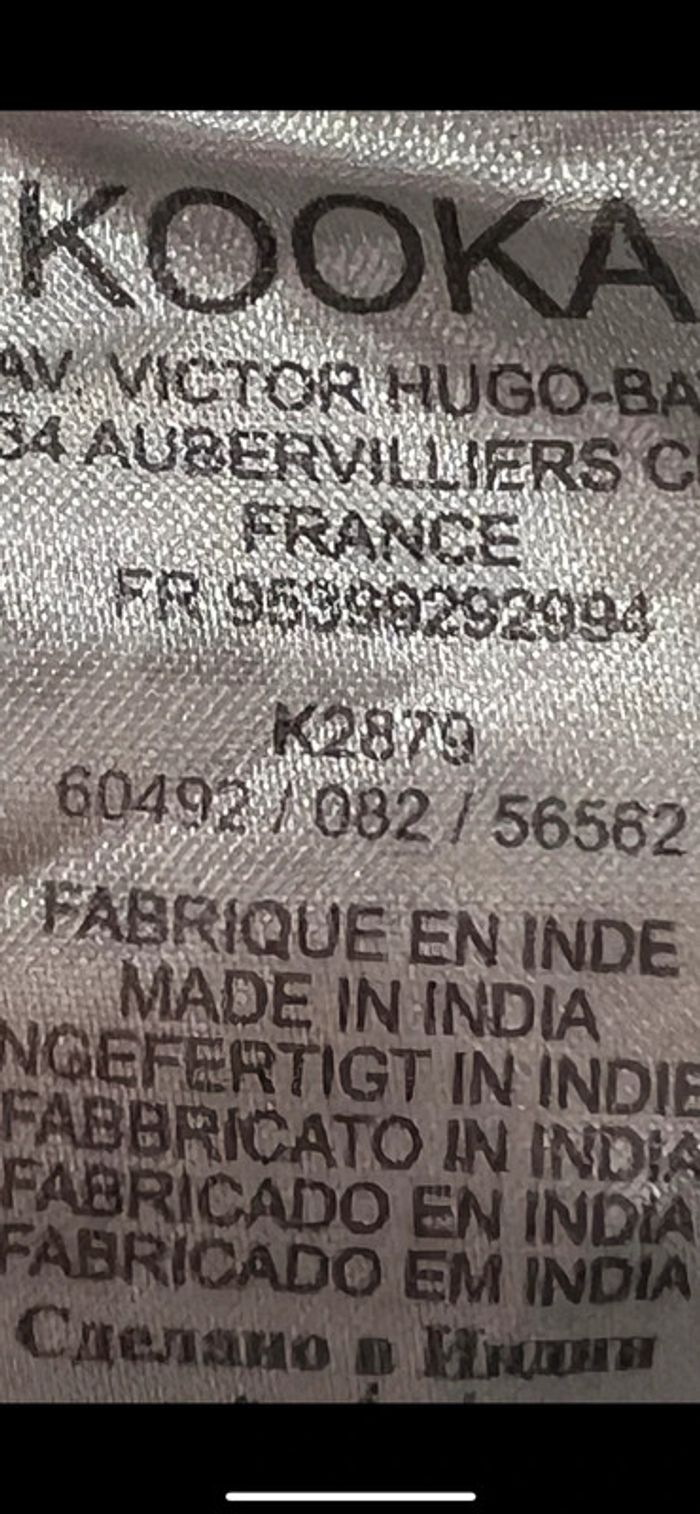 KOOKA
AV. VICTOR HUGO-BA
34 AUBERVILLIERS C
FRANCE
FR 95399292994
K2879
60492 / 082 / 56562
FABRIQUE EN INDE
MADE IN INDIA
NGEFERTIGT IN INDIE
FABBRICATO IN INDIA
FABRICADO EN INDIA
FABRICADO EM INDIA
Сделано в Индии